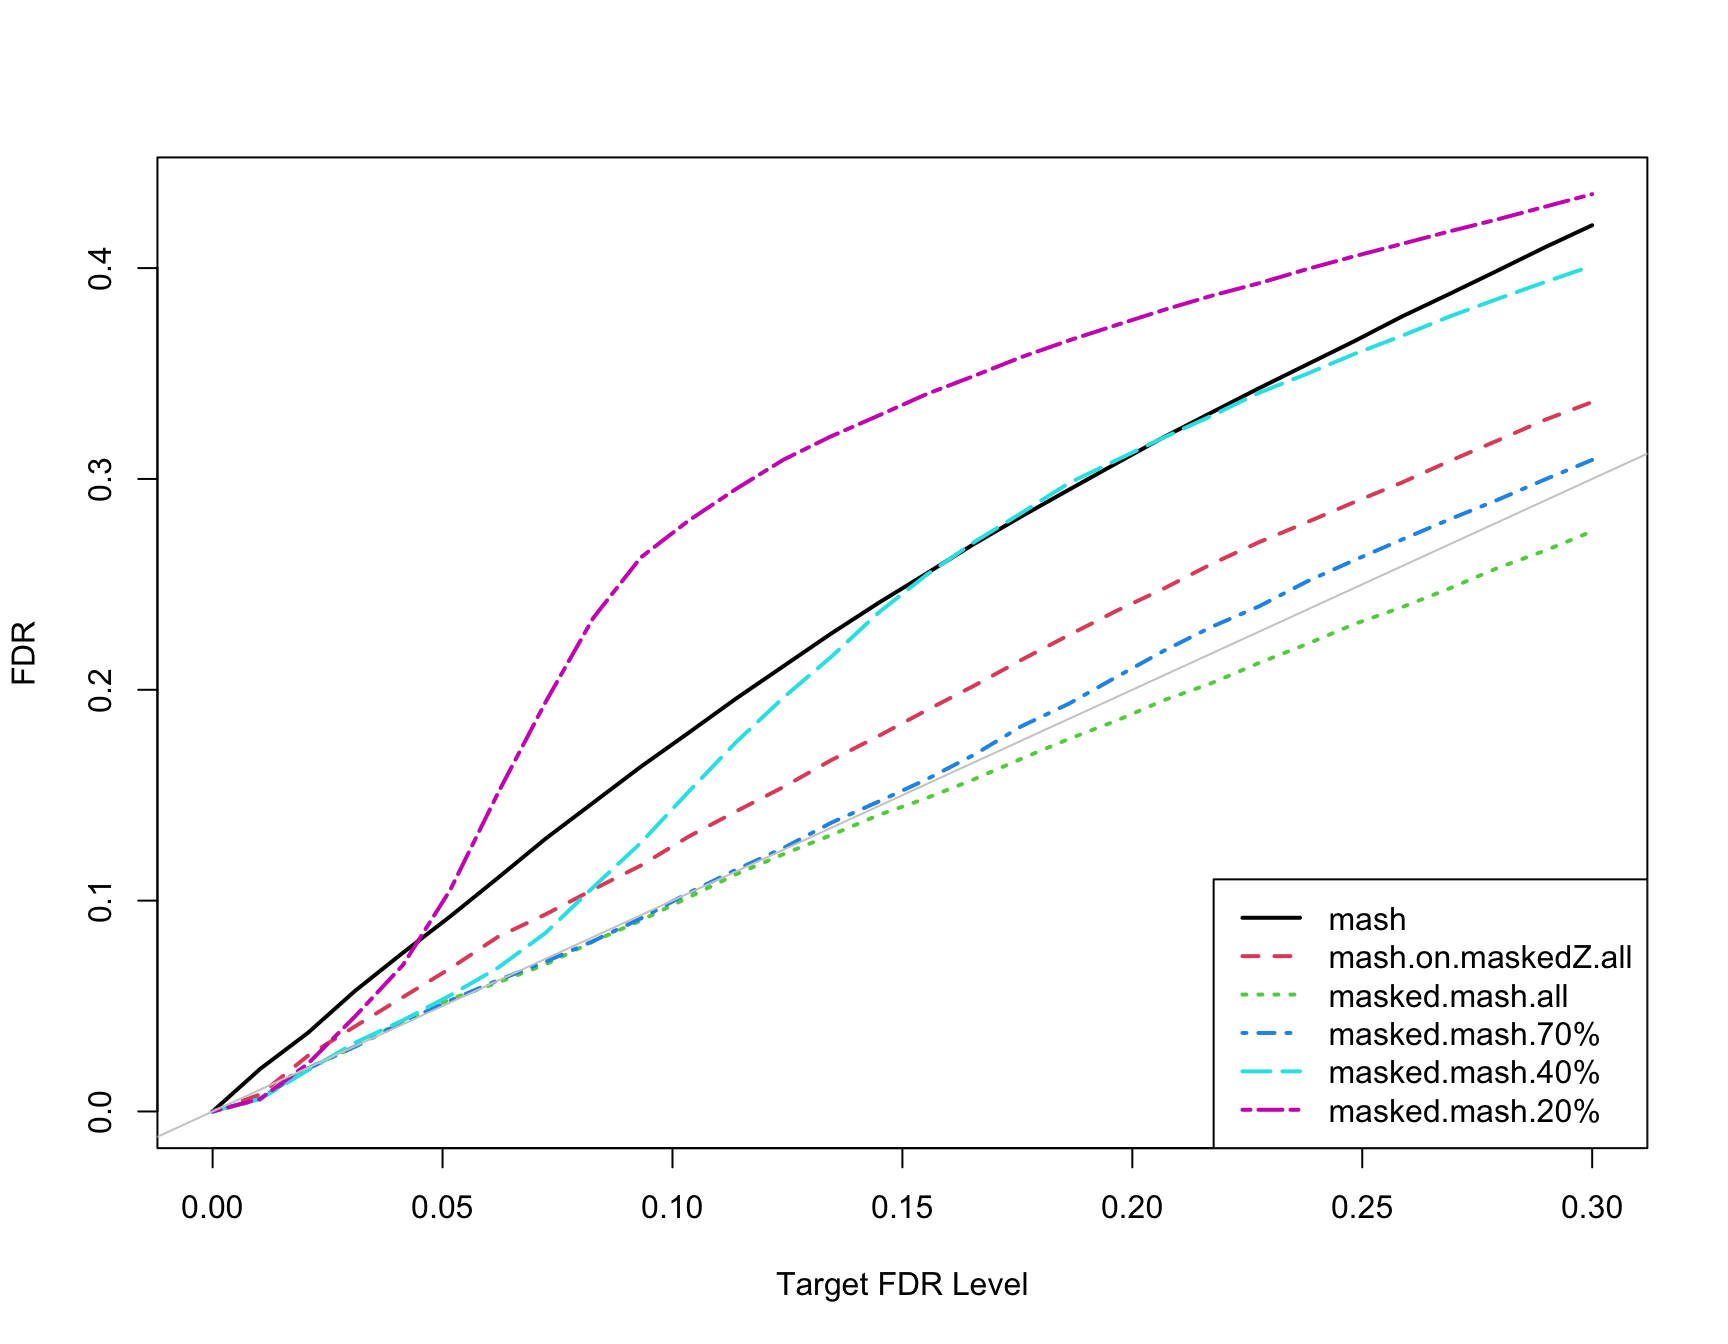 0.4
0.3
0.2
0.1
0.0
FDR
mash
mash.on.maskedZ.all
masked.mash.all
masked.mash.70%
masked.mash.40%
masked.mash.20%
0.00 0.05 0.10 0.15 0.20 0.25 0.30
Target FDR Level